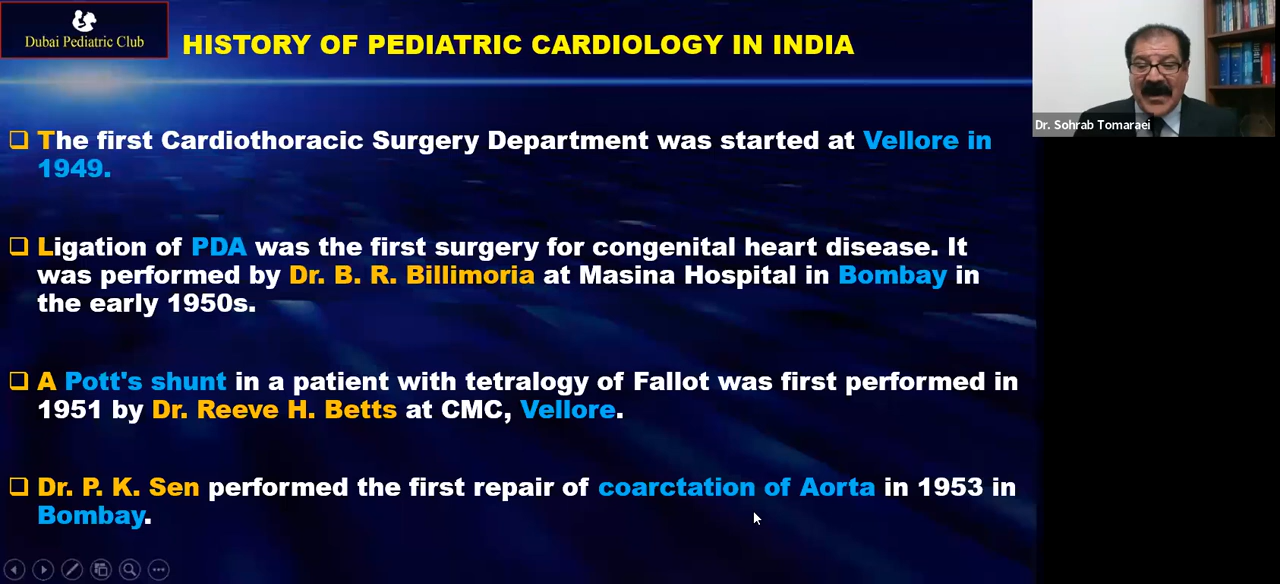 Dubai Pediatric Club
HISTORY OF PEDIATRIC CARDIOLOGY IN INDIA
Dr. Sohrab Tomaraei
The first Cardiothoracic Surgery Department was started at Vellore in
1949.
Ligation of PDA was the first surgery for congenital heart disease. It
was performed by Dr. B. R. Billimoria at Masina Hospital in Bombay in
the early 1950s.
A Pott's shunt in a patient with tetralogy of Fallot was first performed in
1951 by Dr. Reeve H. Betts at CMC, Vellore.
Dr. P. K. Sen performed the first repair of coarctation of Aorta in 1953 in
Bombay.